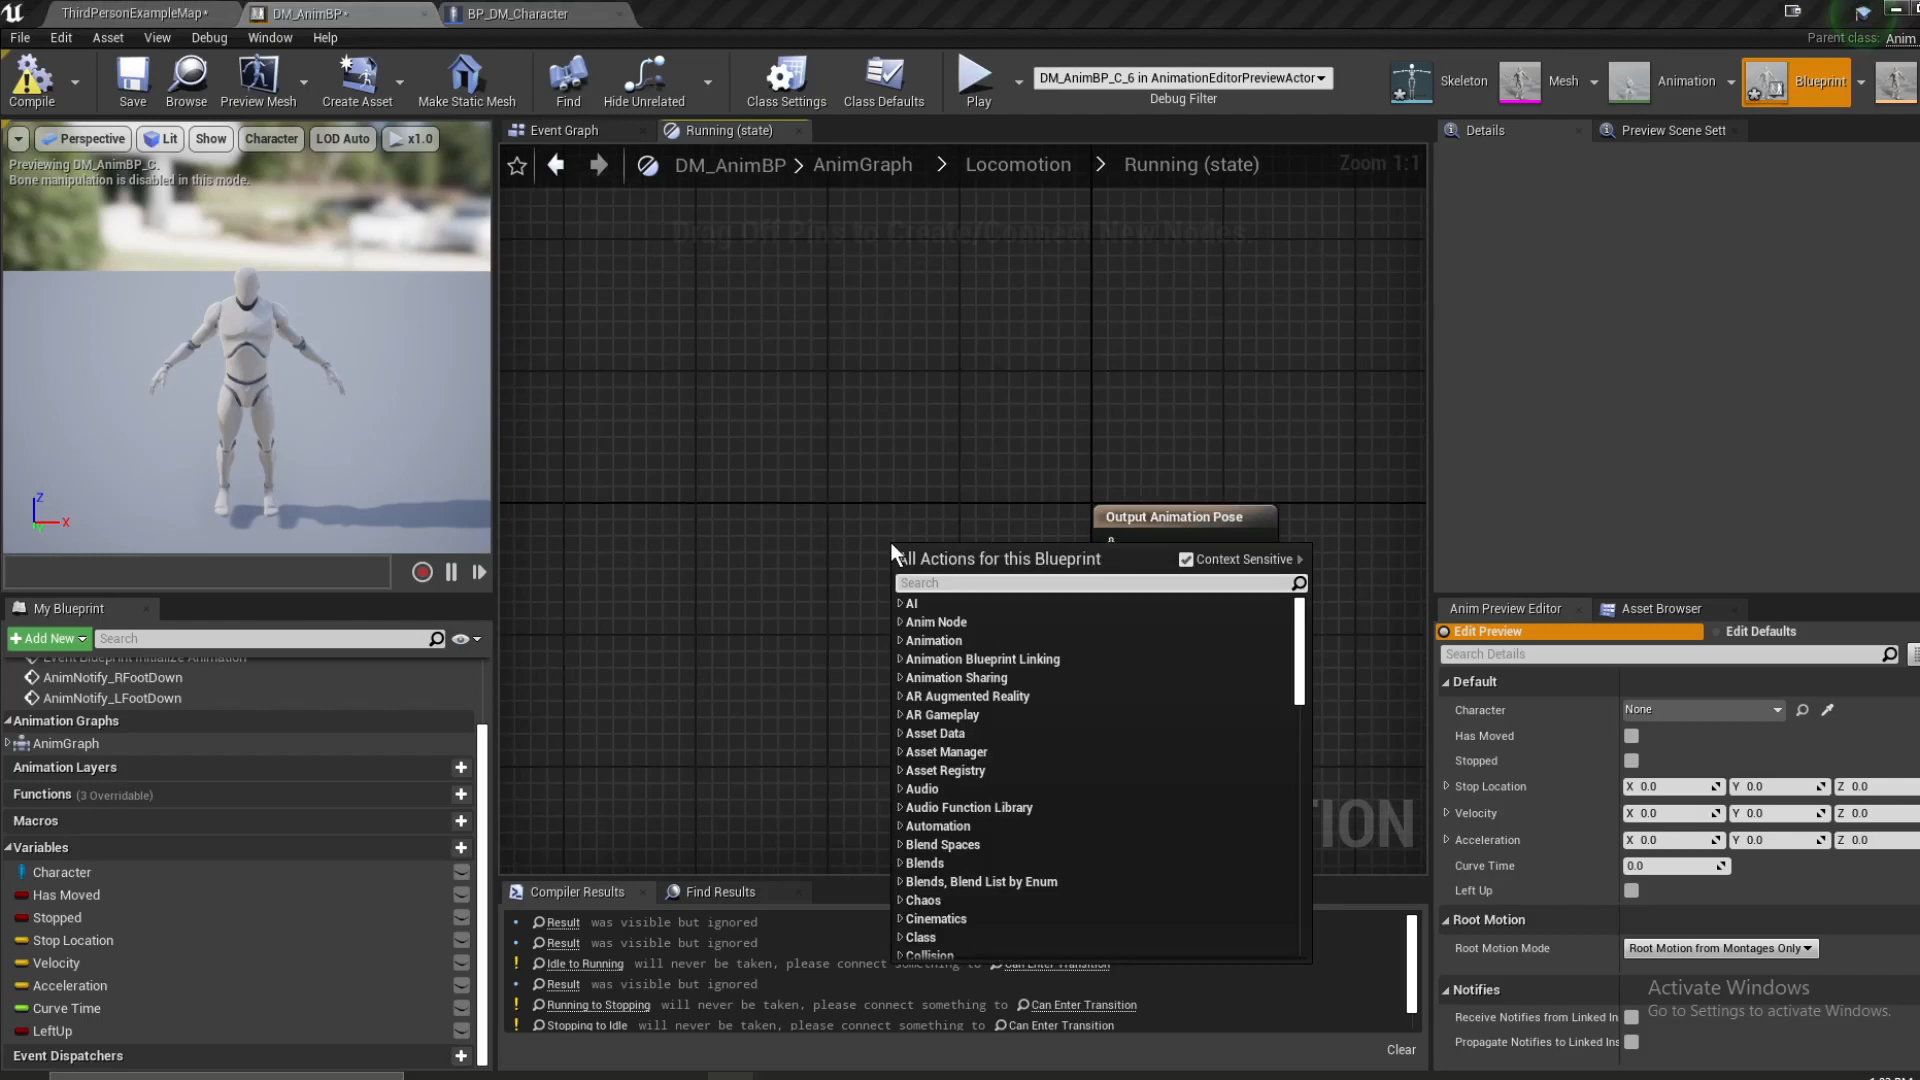 ThirdPersonExampleMap*
DM_AnimBP*
BP_DM_Character
File Edit Asset View Debug Window Help
Parent class: Anim
Compile
Save
Browse
Preview Mesh
Create Asset
Make Static Mesh
Find
Hide Unrelated
Class Settings
Class Defaults
Play
DM_AnimBP_C_6 in AnimationEditorPreviewActor
Debug Filter
Skeleton
Mesh
Animation
Blueprint
Perspective Lit Show Character LOD Auto x1.0
Previewing DM_AnimBP_C.
Bone manipulation is disabled in this mode.
Z
X
Event Graph
Running (state)
DM_AnimBP > AnimGraph > Locomotion > Running (state)
Zoom 1:1
Drag Off Pins to Create/Connect New Nodes.
Output Animation Pose
All Actions for this Blueprint
Context Sensitive
Search
AI
Anim Node
Animation
Animation Blueprint Linking
Animation Sharing
AR Augmented Reality
AR Gameplay
Asset Data
Asset Manager
Asset Registry
Audio
Audio Function Library
Automation
Blend Spaces
Blends
Blends, Blend List by Enum
Chaos
Cinematics
Class
Collision
TION
My Blueprint
Add New
Search
Event Blueprint Initialize Animation
AnimNotify_RFootDown
AnimNotify_LFootDown
Animation Graphs
AnimGraph
Animation Layers
Functions (3 Overridable)
Macros
Variables
Character
Has Moved
Stopped
Stop Location
Velocity
Acceleration
Curve Time
LeftUp
Event Dispatchers
Compiler Results
Find Results
Result was visible but ignored
Result was visible but ignored
! Idle to Running will never be taken, please connect something to Can Enter Transition
Result was visible but ignored
! Running to Stopping will never be taken, please connect something to Can Enter Transition
! Stopping to Idle will never be taken, please connect something to Can Enter Transition
Clear
Details
Preview Scene Sett
Anim Preview Editor
Asset Browser
Edit Preview
Edit Defaults
Search Details
Default
Character None
Has Moved
Stopped
Stop Location X 0.0 Y 0.0 Z 0.0
Velocity X 0.0 Y 0.0 Z 0.0
Acceleration X 0.0 Y 0.0 Z 0.0
Curve Time 0.0
Left Up
Root Motion
Root Motion Mode Root Motion from Montages Only
Notifies
Receive Notifies from Linked In
Propagate Notifies to Linked Ins
Activate Windows
Go to Settings to activate Windows.